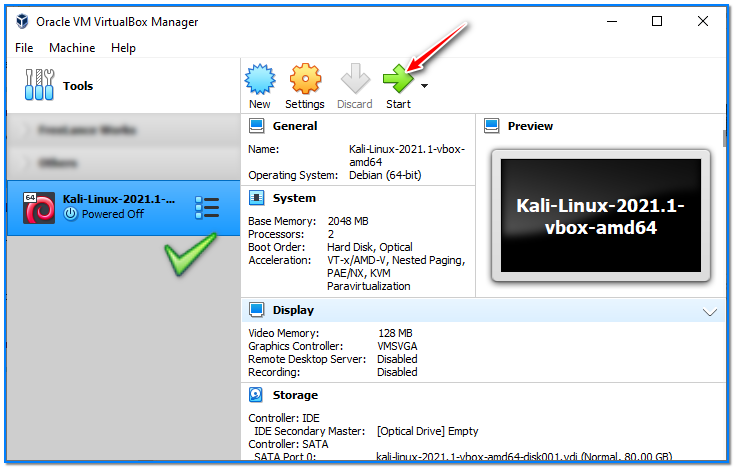 Oracle VM VirtualBox Manager
File Machine Help
Tools
New Settings Discard Start
FreeLance Works
Others
64
Kali-Linux-2021.1-...
Powered Off
General
Name: Kali-Linux-2021.1-vbox-
amd64
Operating System: Debian (64-bit)
System
Base Memory: 2048 MB
Processors: 2
Boot Order: Hard Disk, Optical
Acceleration: VT-x/AMD-V, Nested Paging,
PAE/NX, KVM
Paravirtualization
Preview
Kali-Linux-2021.1-
vbox-amd64
Display
Video Memory: 128 MB
Graphics Controller: VMSVGA
Remote Desktop Server: Disabled
Recording: Disabled
Storage
Controller: IDE
IDE Secondary Master: [Optical Drive] Empty
Controller: SATA
SATA Port 0: kali-linux-2021.1-vbox-amd64-disk001.vdi (Normal, 80.00 GB)